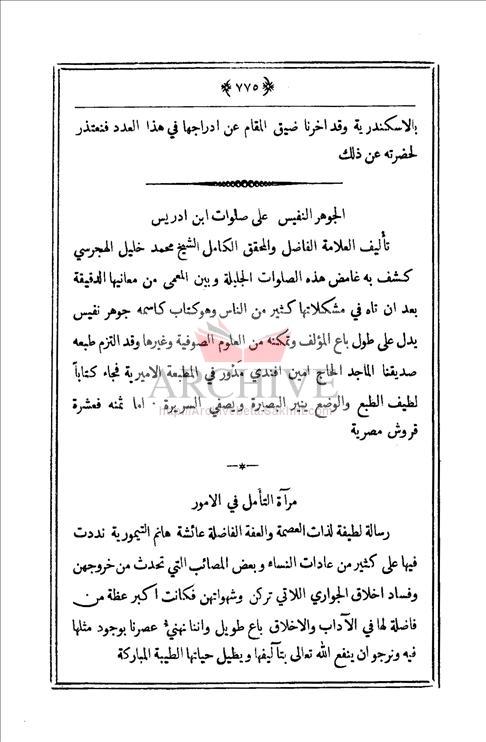 ﴿٧٧٥﴾
بالاسكندرية وقد اخرنا ضيق المقام عن ادراجها في هذا العدد فنعتذر
لحضرته عن ذلك
الجوهر النفيس على صلوات ابن ادريس
تأليف العلامة الفاضل والمحقق الكامل الشيخ محمد خليل الهجرسي
كشف به غامض هذه الصلوات الجليلة وبين المعمى من معانيها الدقيقة
بعد ان تاه في مشكلاتها كثير من الناس وهو كتاب كاسمه جوهر نفيس
يدل على طول باع المؤلف وتمكنه من العلوم الصوفية وغيرها وقد التزم طبعه
صديقنا الماجد الحاج امين افندي مدور في المطبعة الاميرية فجاء كتاباً
لطيف الطبع والوضع ينير البصيرة ويصفي السريرة ٠ اما ثمنه فعشرة
قروش مصرية
مرآة التأمل في الامور
رسالة لطيفة لذات العصمة والعفة الفاضلة عائشة هانم التيمورية نددت
فيها على كثير من عادات النساء وبعض المصائب التي تحدث من خروجهن
وفساد اخلاق الجواري اللاتي تركن وشهواتهن فكانت اكبر عظة من
فاضلة لها في الآداب والاخلاق باع طويل واننا نهنيء عصرنا بوجود مثلها
فيه ونرجو ان ينفع الله تعالى بتآليفها ويطيل حياتها الطيبة المباركة
ARCHIVE